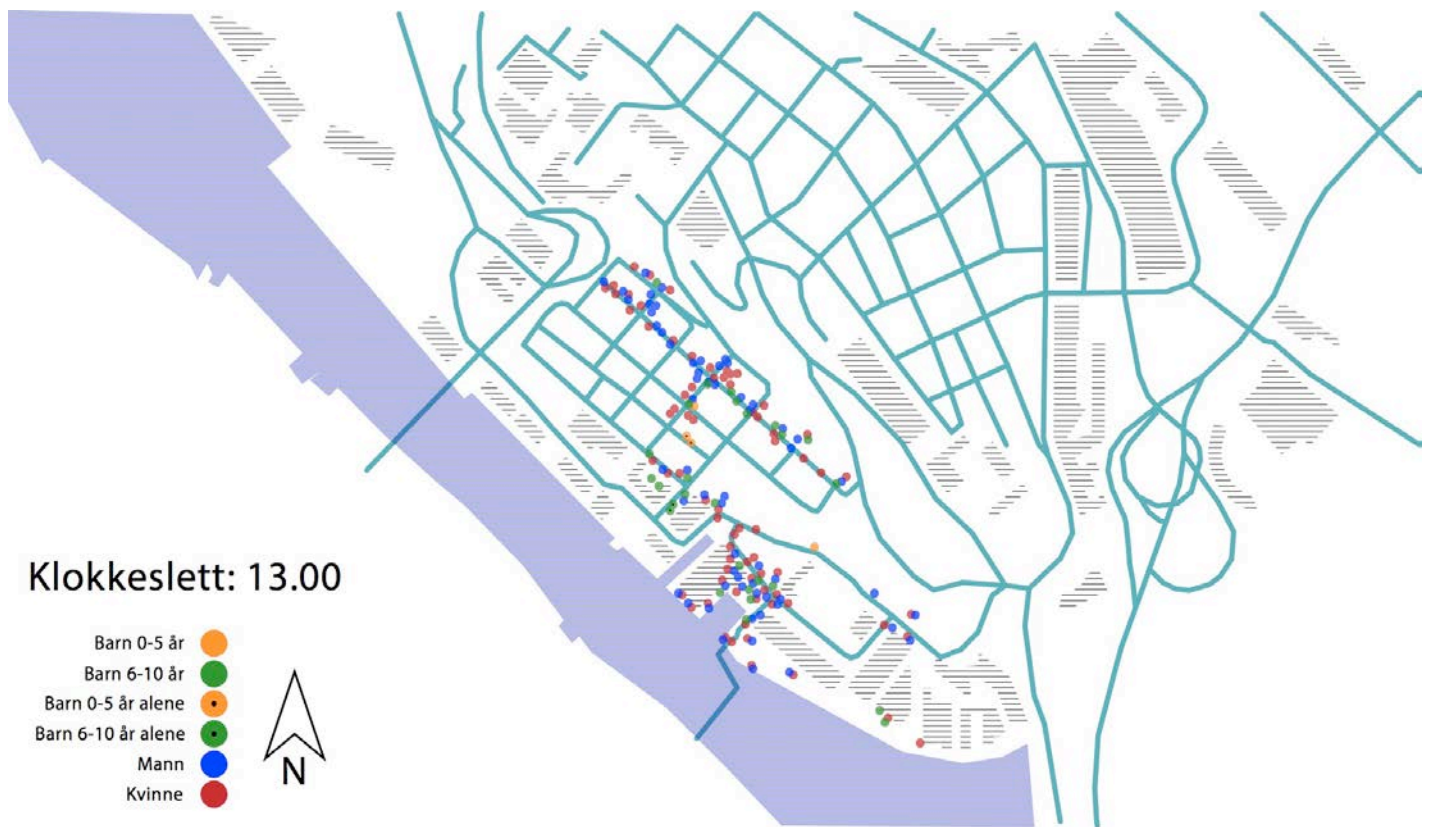 Klokkeslett: 13.00
Barn 0-5 år
Barn 6-10 år
Barn 0-5 år alene
Barn 6-10 år alene
Mann
Kvinne
N